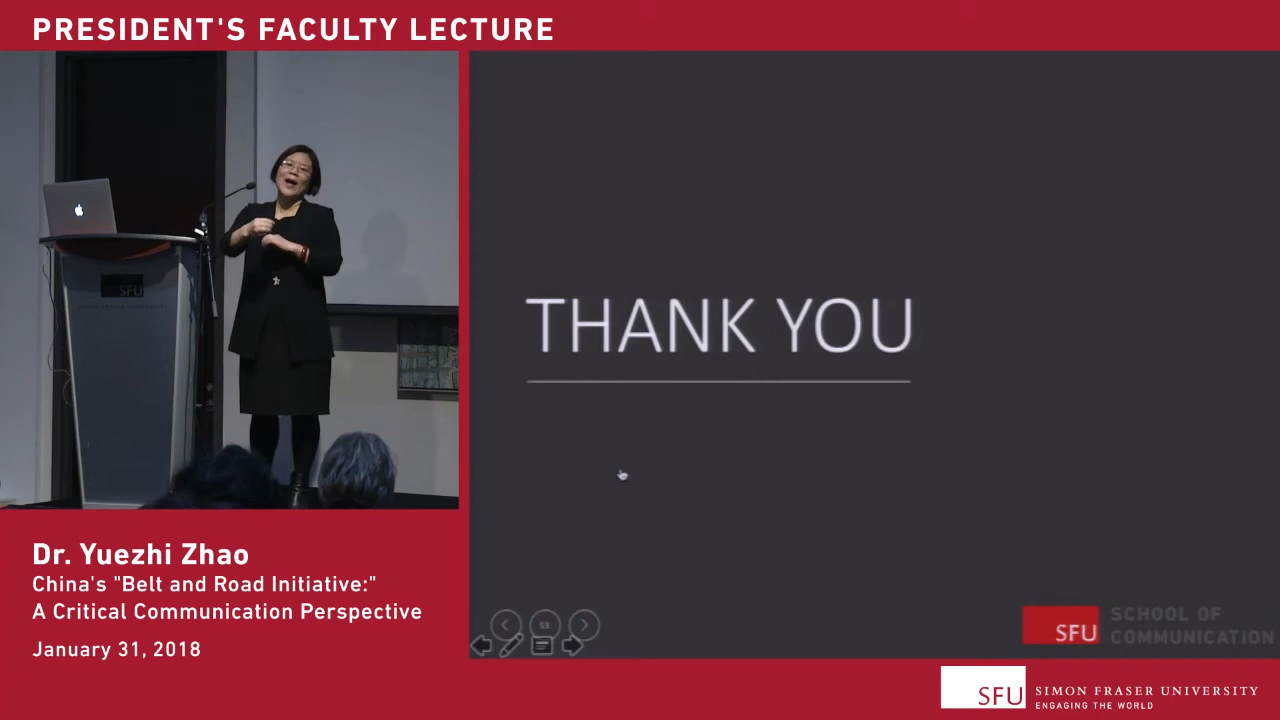 PRESIDENT'S FACULTY LECTURE
SFU
THANK YOU
SFU
SCHOOL OF
COMMUNICATION
Dr. Yuezhi Zhao
China's "Belt and Road Initiative:"
A Critical Communication Perspective
January 31, 2018
SFU
SIMON FRASER UNIVERSITY
ENGAGING THE WORLD